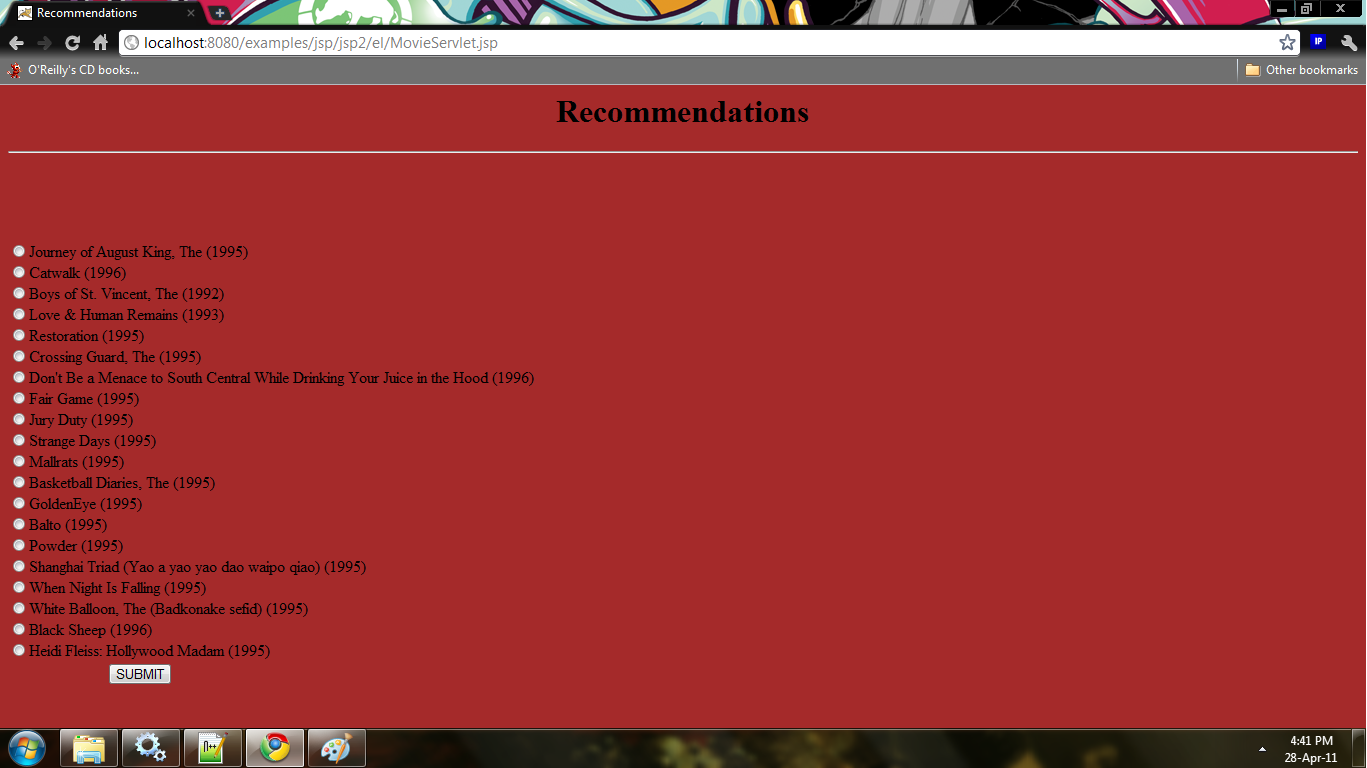 Recommendations
localhost:8080/examples/jsp/jsp2/el/MovieServlet.jsp
IP
O'Reilly's CD books...
Other bookmarks
Recommendations
Journey of August King, The (1995)
Catwalk (1996)
Boys of St. Vincent, The (1992)
Love & Human Remains (1993)
Restoration (1995)
Crossing Guard, The (1995)
Don't Be a Menace to South Central While Drinking Your Juice in the Hood (1996)
Fair Game (1995)
Jury Duty (1995)
Strange Days (1995)
Mallrats (1995)
Basketball Diaries, The (1995)
GoldenEye (1995)
Balto (1995)
Powder (1995)
Shanghai Triad (Yao a yao yao dao waipo qiao) (1995)
When Night Is Falling (1995)
White Balloon, The (Badkonake sefid) (1995)
Black Sheep (1996)
Heidi Fleiss: Hollywood Madam (1995)
SUBMIT
4:41 PM
28-Apr-11